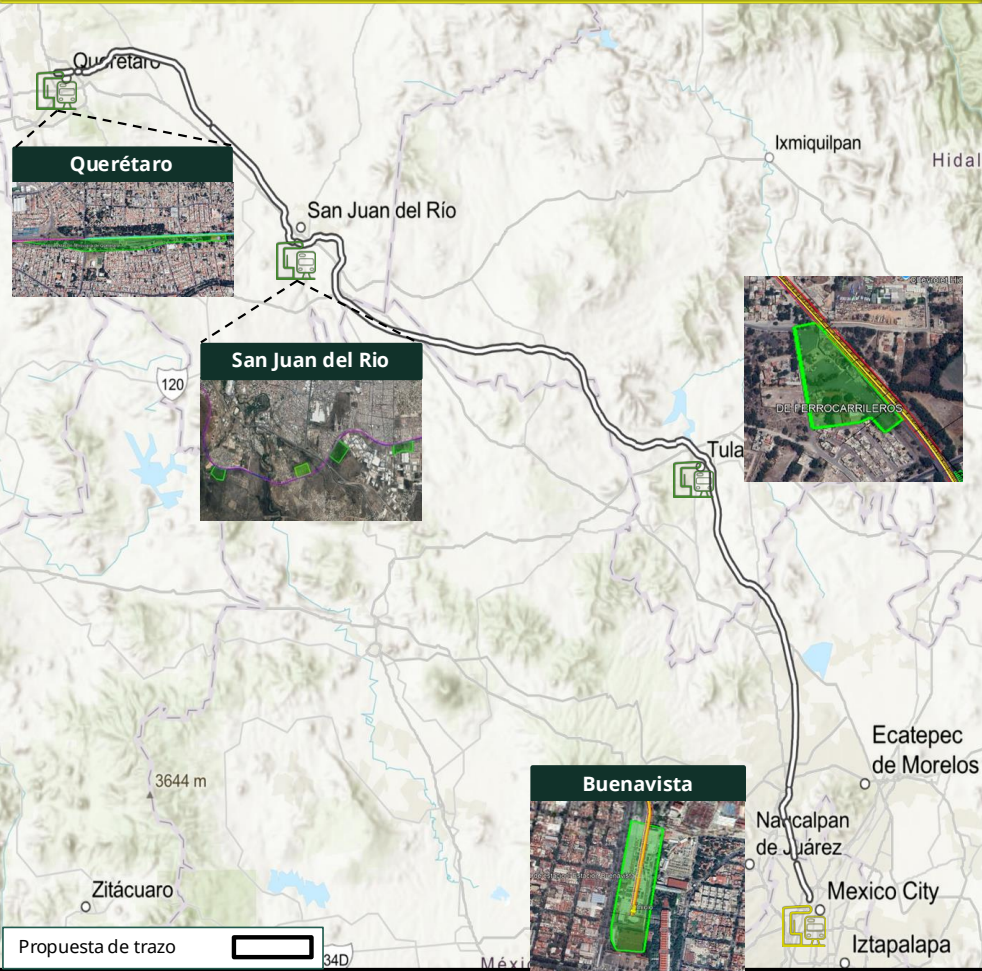 Querétaro
Ixmiquilpan
Hidal
Querétaro
San Juan del Río
San Juan del Rio
120
DE FERROCARRILEROS
Tula
Ecatepec
de Morelos
3644 m
Buenavista
Naucalpan
de Juárez
Zitácuaro
Mexico City
Propuesta de trazo
34D
Méxi
Iztapalapa